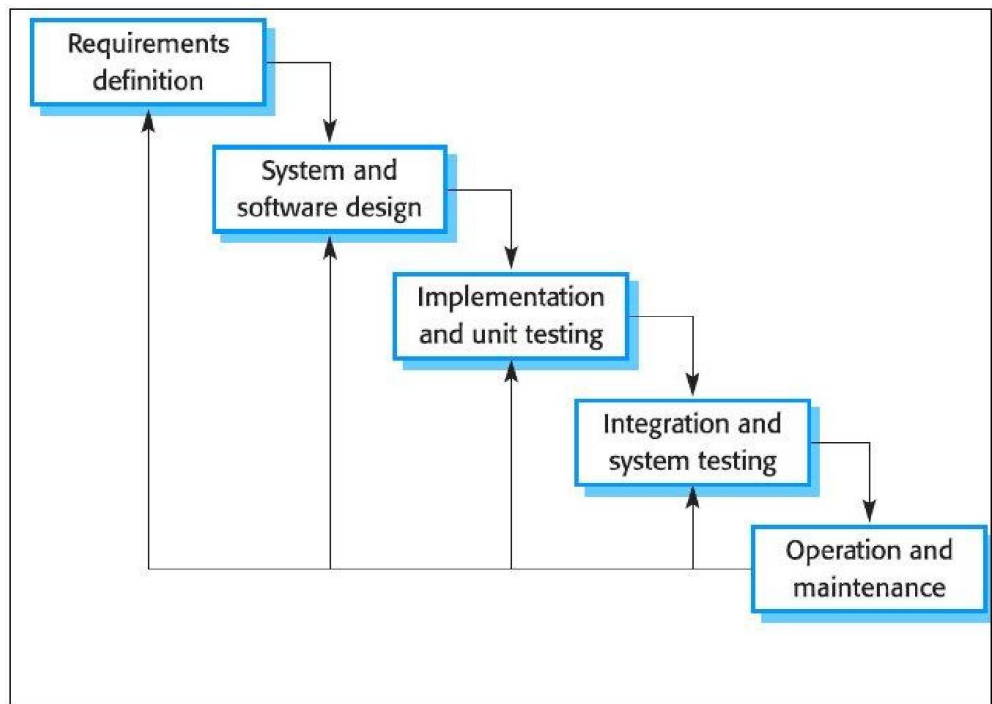 Requirements
definition
System and
software design
Implementation
and unit testing
Integration and
system testing
Operation and
maintenance